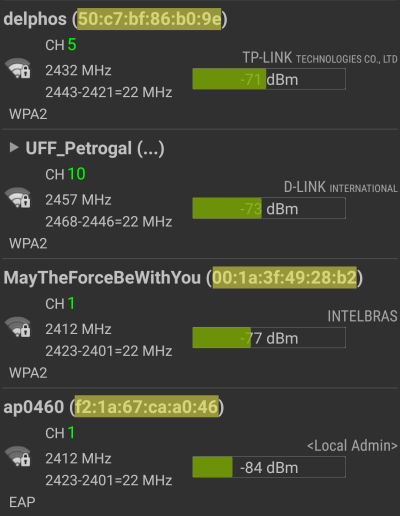 delphos (50:c7:bf:86:b0:9e)
CH 5
2432 MHz
TP-LINK TECHNOLOGIES CO., LTD
-71 dBm
2443-2421=22 MHz
WPA2
UFF_Petrogal (...)
CH 10
2457 MHz
D-LINK INTERNATIONAL
-73 dBm
2468-2446=22 MHz
WPA2
MayTheForceBeWithYou (00:1a:3f:49:28:b2)
CH 1
INTELBRAS
2412 MHz
-77 dBm
2423-2401=22 MHz
WPA2
ap0460 (f2:1a:67:ca:a0:46)
CH 1
<Local Admin>
2412 MHz
-84 dBm
2423-2401=22 MHz
EAP